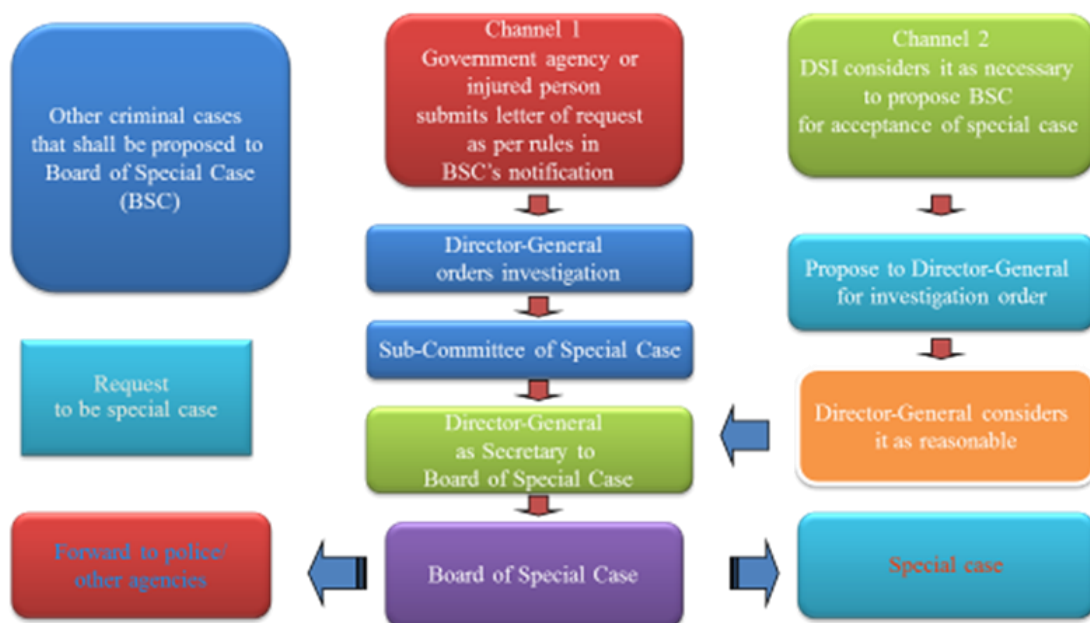 Other criminal cases
that shall be proposed to
Board of Special Case
(BSC)
Request
to be special case
Channel 1
Government agency or
injured person
submits letter of request
as per rules in
BSC's notification
Director-General
orders investigation
Sub-Committee of Special Case
Director-General
as Secretary to
Board of Special Case
Board of Special Case
Forward to police/
other agencies
Channel 2
DSI considers it as necessary
to propose BSC
for acceptance of special case
Propose to Director-General
for investigation order
Director-General considers
it as reasonable
Special case